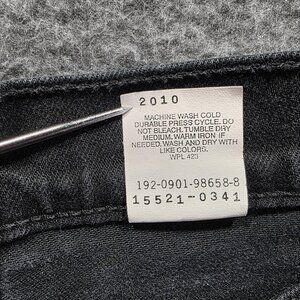 2010
MACHINE WASH COLD
DURABLE PRESS CYCLE. DO
NOT BLEACH. TUMBLE DRY
MEDIUM. WARM IRON IF
NEEDED. WASH AND DRY WITH
LIKE COLORS.
WPL 423
192-0901-98658-8
15521-0341